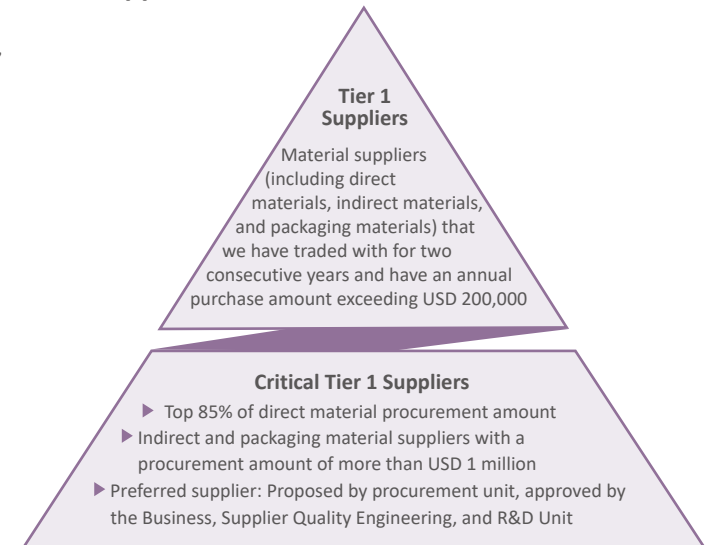 Tier 1
Suppliers
Material suppliers
(including direct
materials, indirect materials,
and packaging materials) that
we have traded with for two
consecutive years and have an annual
purchase amount exceeding USD 200,000
Critical Tier 1 Suppliers
Top 85% of direct material procurement amount
Indirect and packaging material suppliers with a
procurement amount of more than USD 1 million
Preferred supplier: Proposed by procurement unit, approved by
the Business, Supplier Quality Engineering, and R&D Unit